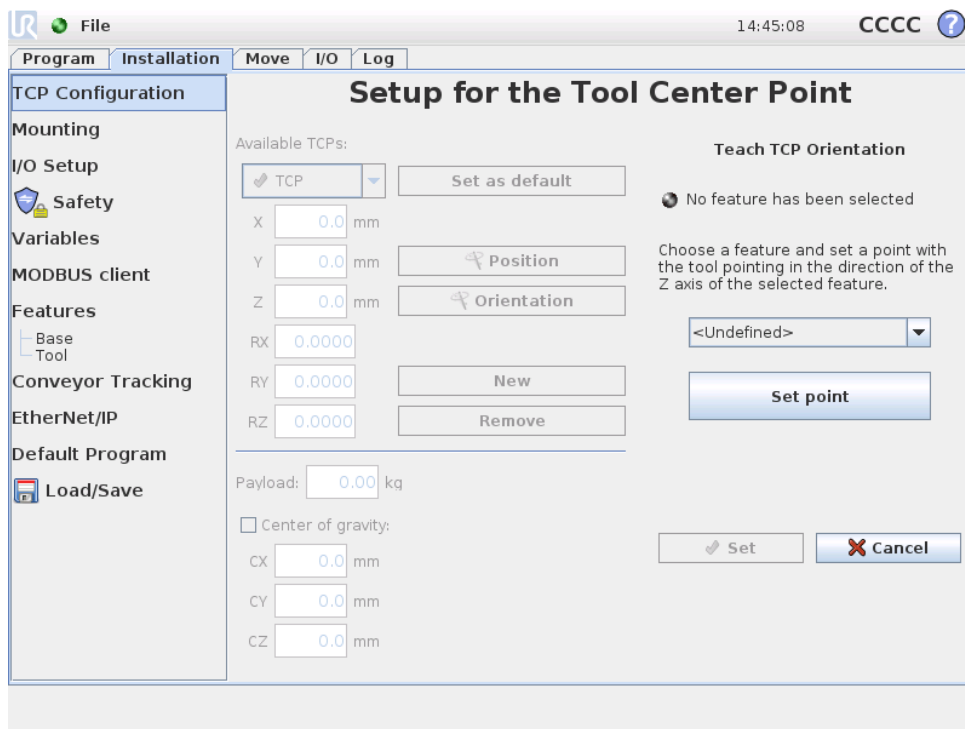 UR File 14:45:08 CCCC ?
Program Installation Move I/O Log
TCP Configuration
Mounting
I/O Setup
Safety
Variables
MODBUS client
Features
Base
Tool
Conveyor Tracking
EtherNet/IP
Default Program
Load/Save
Setup for the Tool Center Point
Available TCPs:
TCP Set as default
X 0.0 mm
Y 0.0 mm Position
Z 0.0 mm Orientation
RX 0.0000
RY 0.0000 New
RZ 0.0000 Remove
Payload: 0.00 kg
Center of gravity:
CX 0.0 mm
CY 0.0 mm
CZ 0.0 mm
Teach TCP Orientation
No feature has been selected
Choose a feature and set a point with
the tool pointing in the direction of the
Z axis of the selected feature.
<Undefined>
Set point
Set Cancel